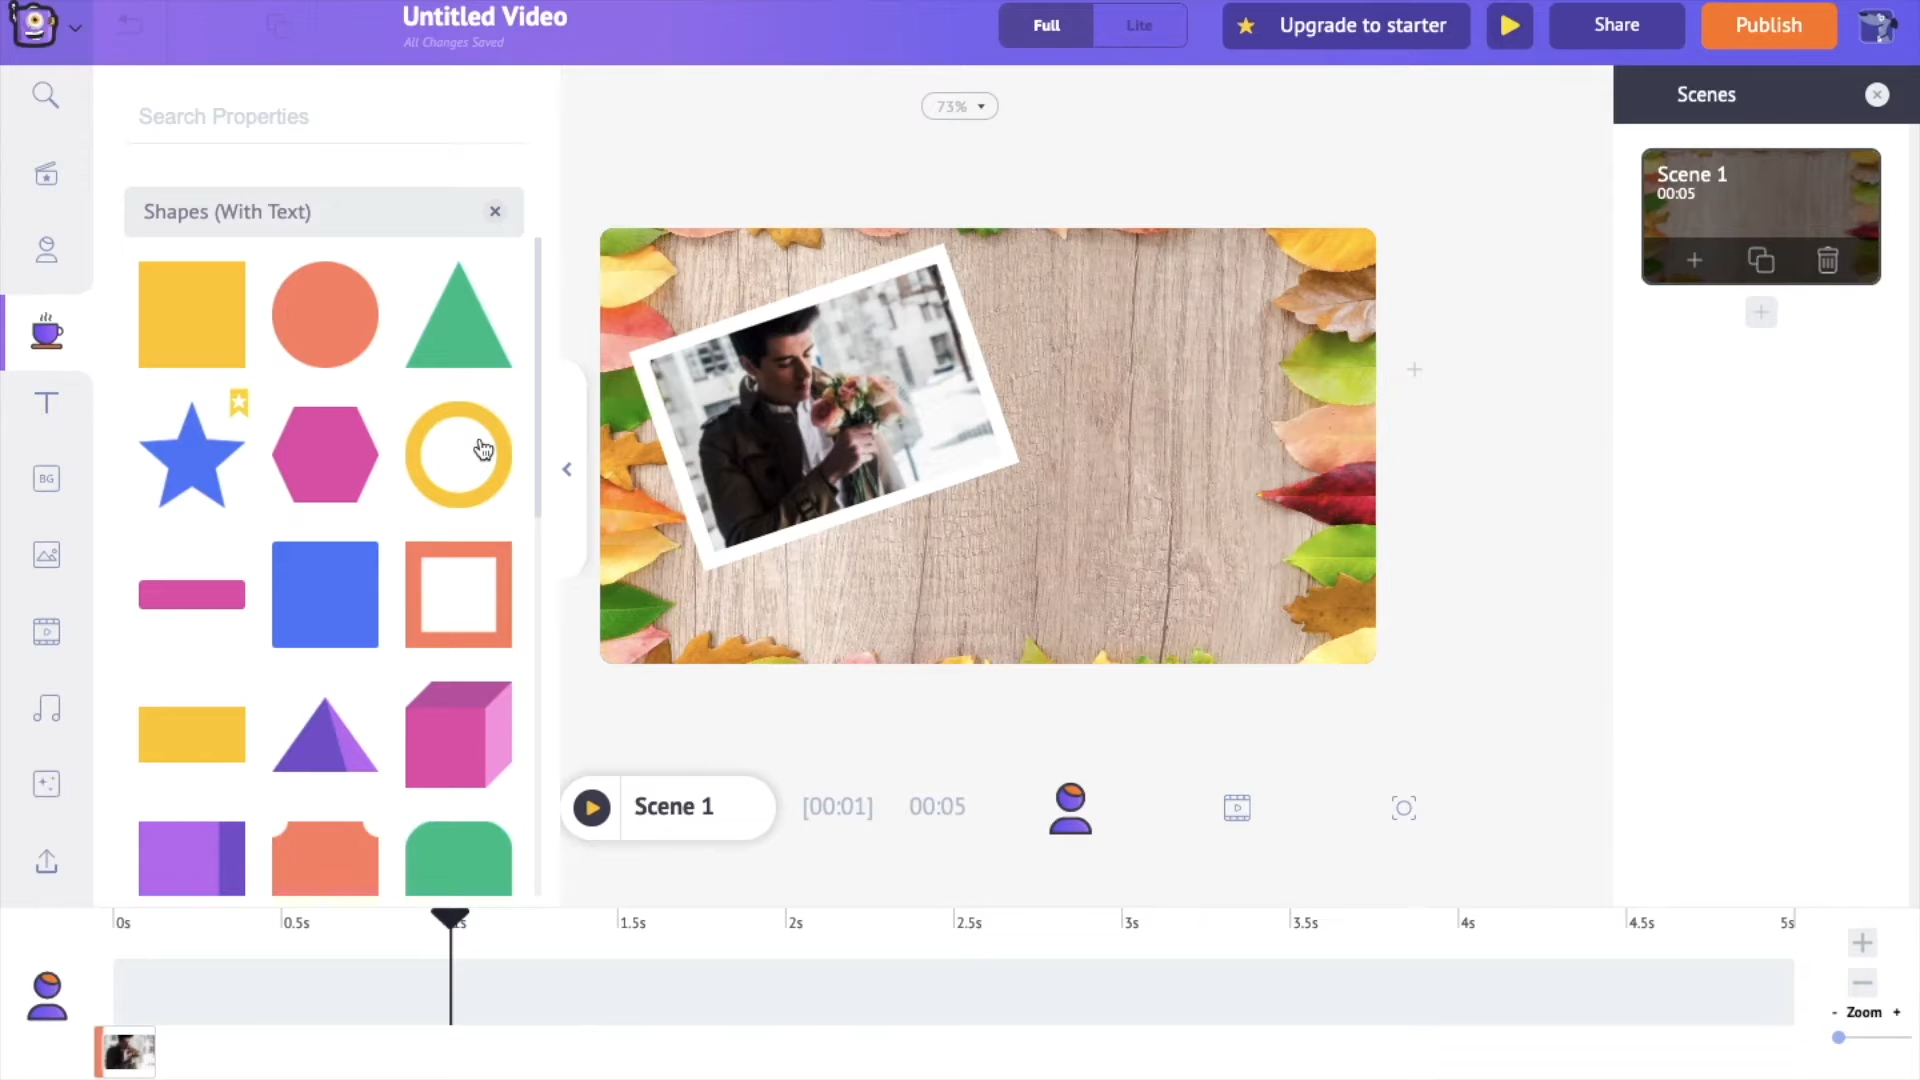 Untitled Video
All Changes Saved
Full
Lite
Upgrade to starter
Share
Publish
Search Properties
73%
Scenes
Shapes (With Text)
Scene 1
00:05
BG
Scene 1
[00:01]
00:05
0s
0.5s
1s
1.5s
2s
2.5s
3s
3.5s
4s
4.5s
5s
- Zoom +